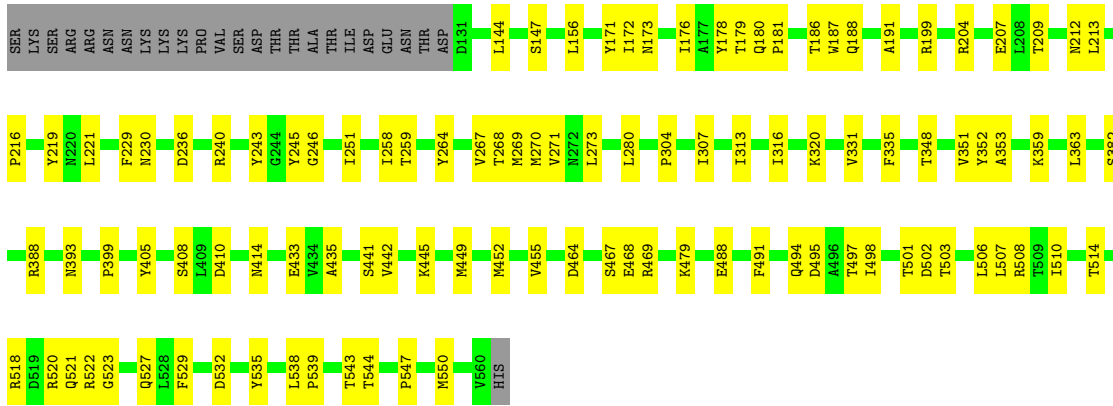 SER LYS SER ARG ARG ASN ASN LYS LYS LYS PRO VAL SER ASP THR THR ALA THR ILE ASP GLU ASN THR ASP D131 L144 S147 L156 Y171 I172 N173 I176 A177 Y178 T179 Q180 P181 T186 W187 Q188 A191 R199 R204 E207 L208 T209 N212 L213
P216 Y219 N220 L221 F229 N230 D236 R240 Y243 G244 Y245 G246 I251 I258 T259 Y264 V267 T268 M269 M270 V271 N272 L273 L280 P304 I307 I313 I316 K320 V331 F335 T348 V351 Y352 A353 K359 L363 S382
R388 N393 P399 Y405 S408 L409 D410 N414 E433 V434 A435 S441 V442 K445 M449 M452 V455 D464 S467 E468 R469 K479 E488 F491 Q494 D495 A496 T497 I498 T501 D502 T503 L506 L507 R508 T509 I510 T514
R518 D519 R520 Q521 R522 G523 Q527 L528 F529 D532 Y535 L538 P539 T543 T544 P547 M550 V560 HIS